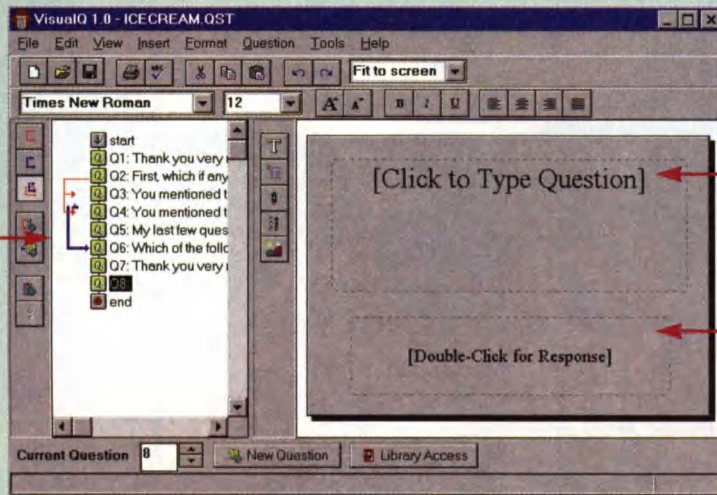 VisualQ 1.0 - ICECREAM.QST
File Edit View Insert Format Question Tools Help
Fit to screen
Times New Roman 12 A A B I U
start
Q1: Thank you very
Q2: First, which if any
Q3: You mentioned t
Q4: You mentioned t
Q5: My last few ques
Q6: Which of the follo
Q7: Thank you very
Q8
end
T
[Click to Type Question]
[Double-Click for Response]
Current Question 8 New Question Library Access